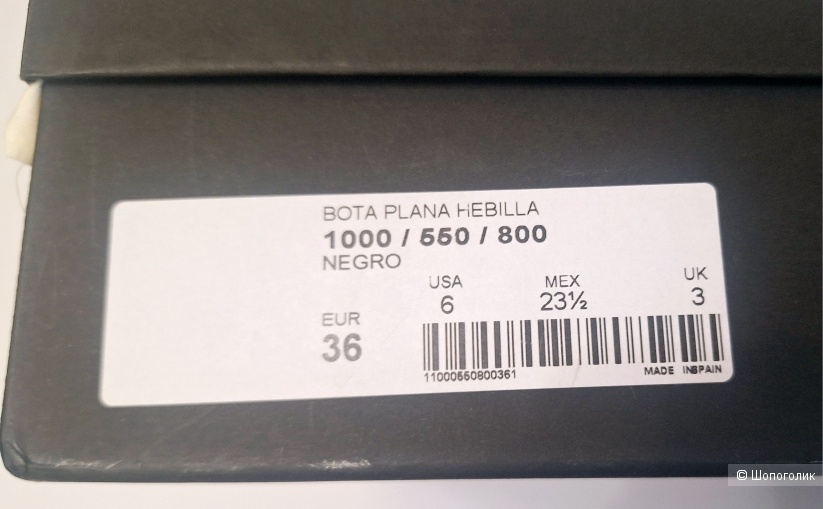 BOTA PLANA HEBILLA
1000 / 550 / 800
NEGRO
USA MEX UK
6 23½ 3
EUR
36
11000550800361
MADE IN SPAIN
© Шопоголик